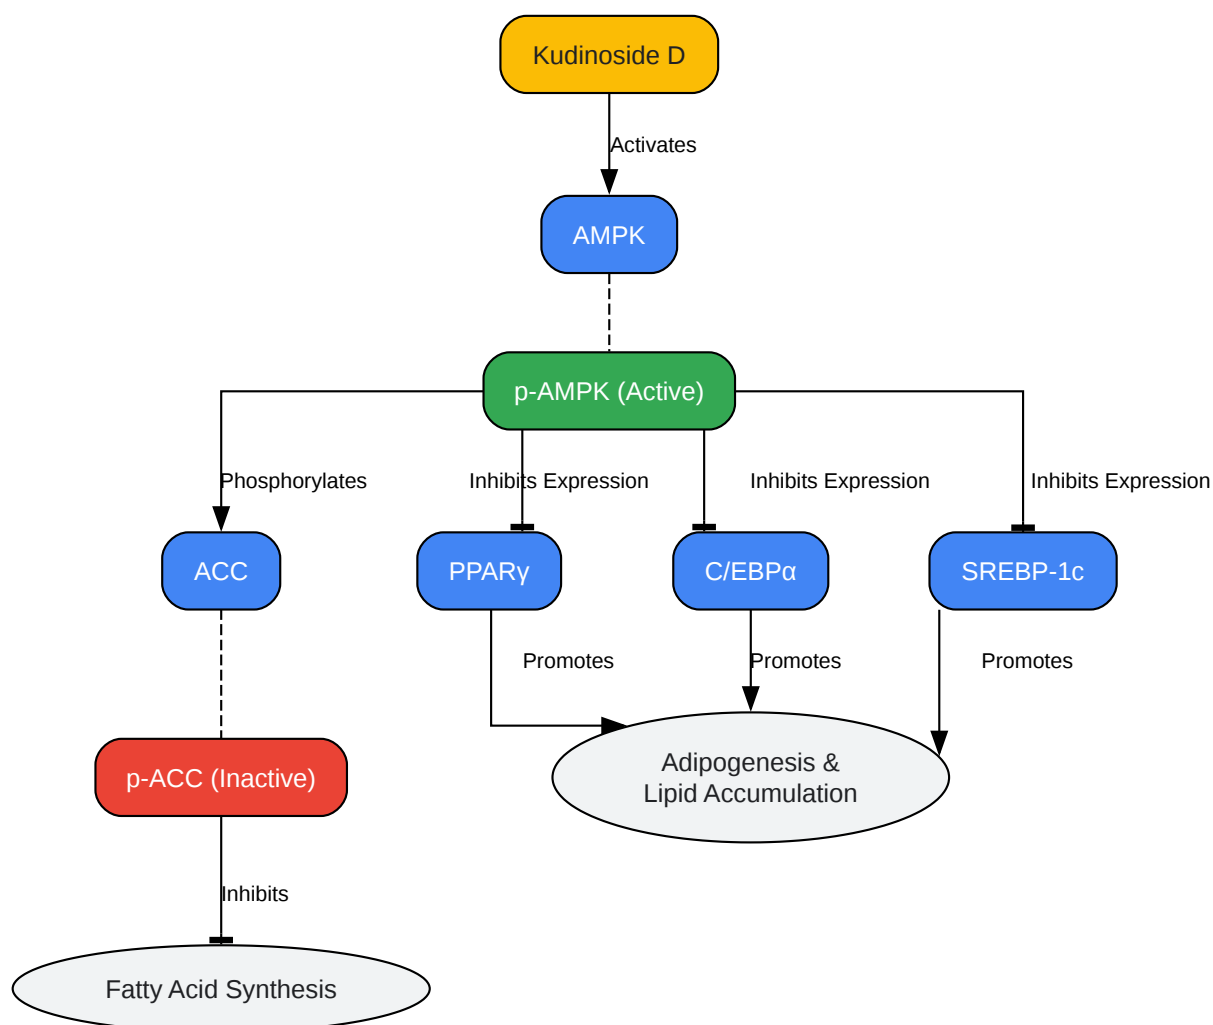 Kudinoside D
Activates
AMPK
p-AMPK (Active)
Phosphorylates
Inhibits Expression
Inhibits Expression
Inhibits Expression
ACC
PPARγ
C/EBPα
SREBP-1c
Promotes
Promotes
Promotes
p-ACC (Inactive)
Adipogenesis &
Lipid Accumulation
Inhibits
Fatty Acid Synthesis